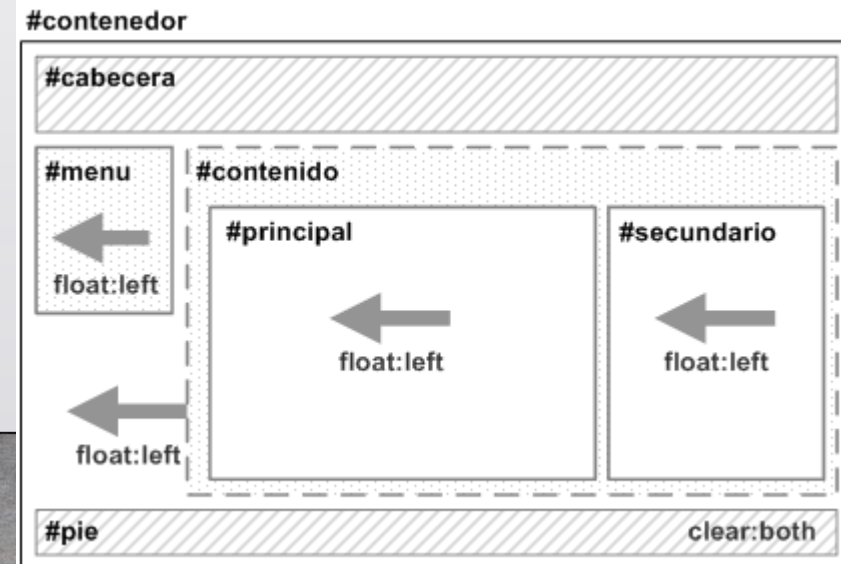 #contenedor
#cabecera
#menu
float:left
#contenido
#principal
float:left
#secundario
float:left
float:left
#pie
clear:both